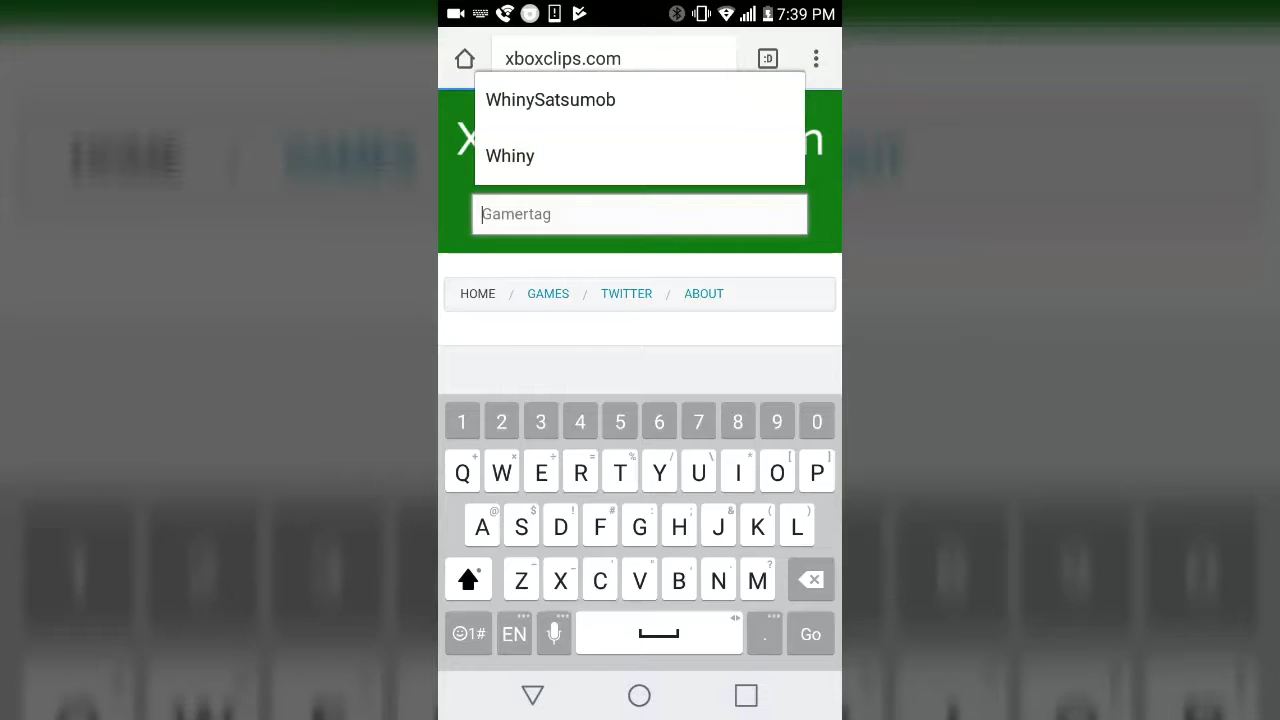 7:39 PM
xboxclips.com
:D
WhinySatsumob
Whiny
Gamertag
HOME / GAMES / TWITTER / ABOUT
1 2 3 4 5 6 7 8 9 0
Q W E R T Y U I O P
A S D F G H J K L
Z X C V B N M
1# EN . Go